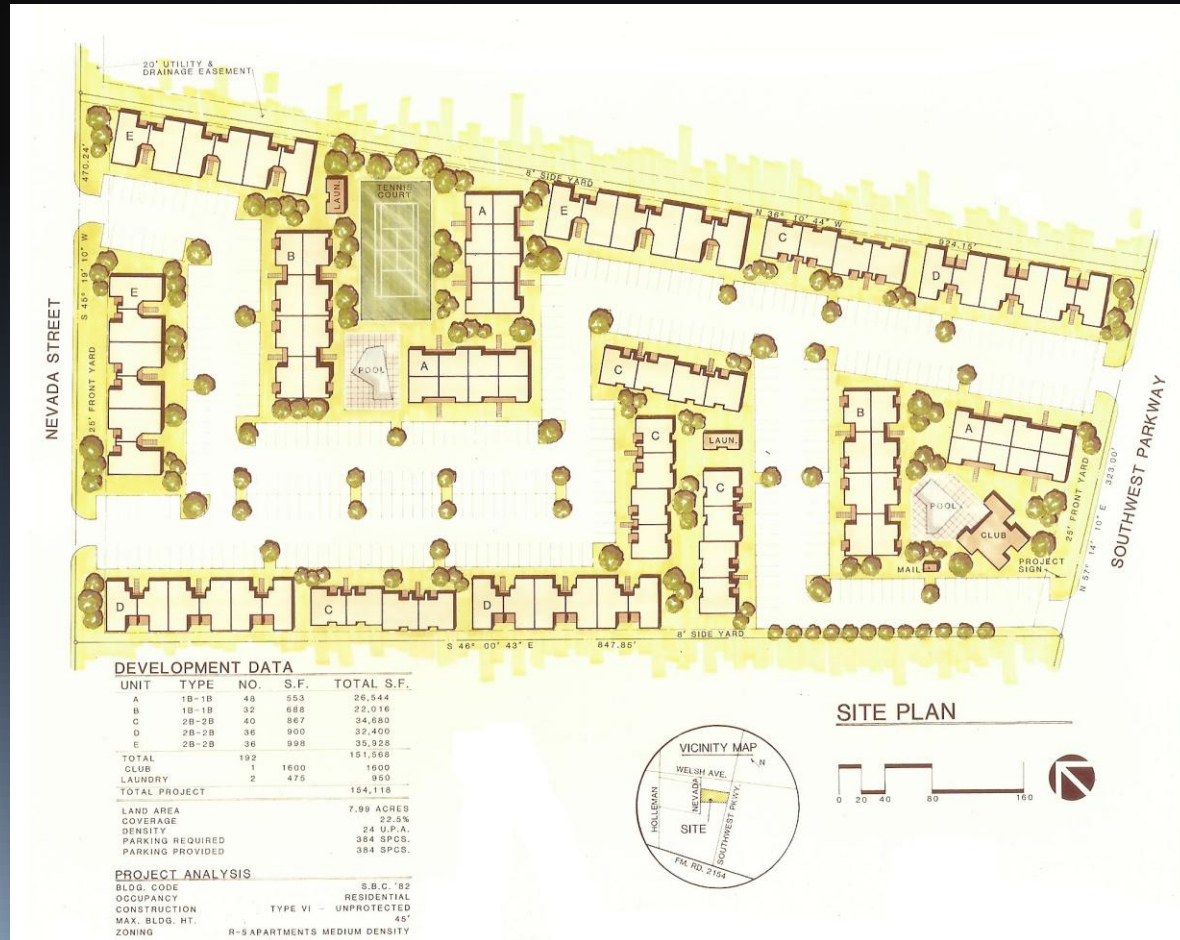 20' UTILITY &
DRAINAGE EASEMENT
470.24'
S 45° 19' 10" W
25' FRONT YARD
NEVADA STREET
E
LAUN.
TENNIS
COURT
A
E
8' SIDE YARD
N 36° 10' 44" W
924.15'
C
D
B
E
POOL
A
C
C
LAUN.
C
B
A
POOL
CLUB
MAIL
PROJECT
SIGN
25' FRONT YARD
N 57° 14' 10" E 323.00'
SOUTHWEST PARKWAY
D
C
D
S 46° 00' 43" E 847.85'
8' SIDE YARD
DEVELOPMENT DATA
UNIT TYPE NO. S.F. TOTAL S.F.
A 1B-1B 48 553 26,544
B 1B-1B 32 688 22,016
C 2B-2B 40 867 34,680
D 2B-2B 36 900 32,400
E 2B-2B 36 998 35,928
TOTAL 192 151,568
CLUB 1 1600 1600
LAUNDRY 2 475 950
TOTAL PROJECT 154,118
LAND AREA 7.99 ACRES
COVERAGE 22.5%
DENSITY 24 U.P.A.
PARKING REQUIRED 384 SPCS.
PARKING PROVIDED 384 SPCS.
PROJECT ANALYSIS
BLDG. CODE S.B.C. '82
OCCUPANCY RESIDENTIAL
CONSTRUCTION TYPE VI - UNPROTECTED
MAX. BLDG. HT. 45'
ZONING R-5 APARTMENTS MEDIUM DENSITY
VICINITY MAP
N
WELSH AVE.
HOLLEMAN
NEVADA
SOUTHWEST PKWY.
SITE
FM. RD. 2154
SITE PLAN
0 20 40 80 160